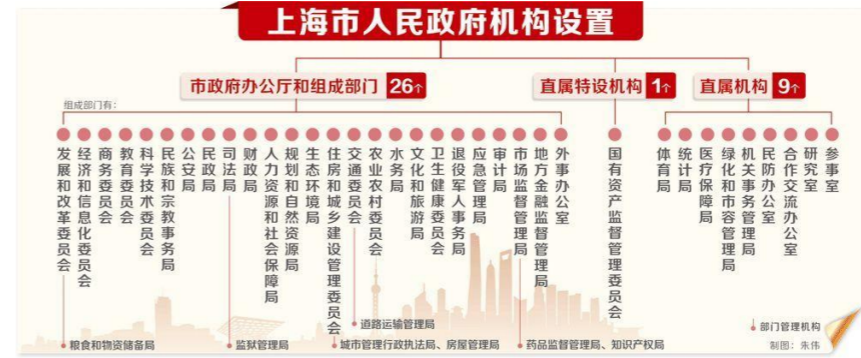 上海市人民政府机构设置
市政府办公厅和组成部门 26个
直属特设机构 1个
直属机构 9个
组成部门有：
发展和改革委员会
经济和信息化委员会
商务委员会
教育委员会
科学技术委员会
民族和宗教事务局
公安局
民政局
司法局
财政局
人力资源和社会保障局
规划和自然资源局
生态环境局
住房和城乡建设管理委员会
交通委员会
农业农村委员会
水务局
文化和旅游局
卫生健康委员会
退役军人事务局
应急管理局
审计局
市场监督管理局
地方金融监督管理局
外事办公室
国有资产监督管理委员会
体育局
统计局
医疗保障局
绿化和市容管理局
机关事务管理局
民防办公室
合作交流办公室
研究室
参事室
道路运输管理局
部门管理机构
粮食和物资储备局
监狱管理局
城市管理行政执法局、房屋管理局
药品监督管理局、知识产权局
制图：朱伟